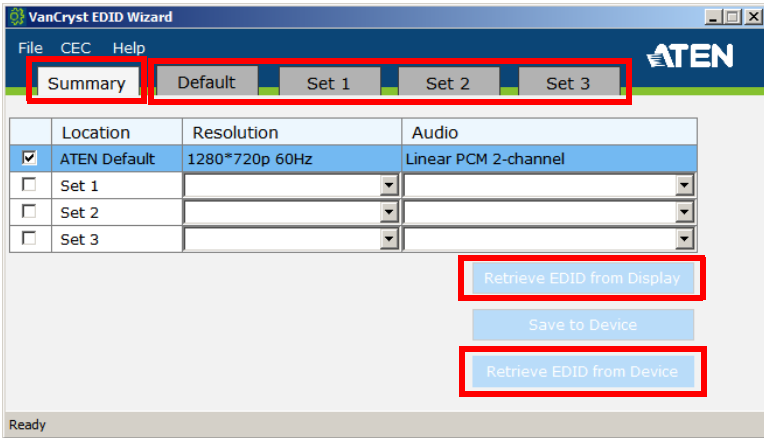 VanCryst EDID Wizard
File CEC Help
ATEN
Summary Default Set 1 Set 2 Set 3
Location Resolution Audio
ATEN Default 1280*720p 60Hz Linear PCM 2-channel
Set 1
Set 2
Set 3
Retrieve EDID from Display
Save to Device
Retrieve EDID from Device
Ready